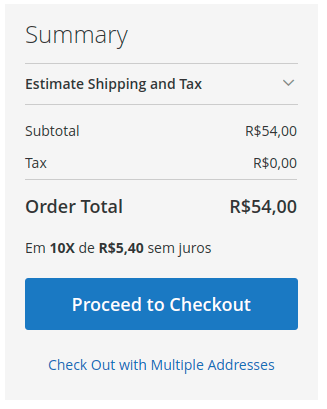 Summary
Estimate Shipping and Tax
Subtotal R$54,00
Tax R$0,00
Order Total R$54,00
Em 10X de R$5,40 sem juros
Proceed to Checkout
Check Out with Multiple Addresses